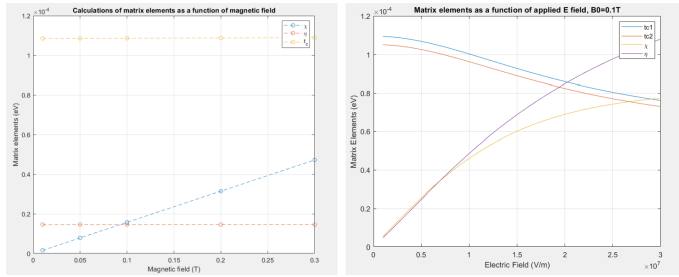 Calculations of matrix elements as a function of magnetic field
×10⁻⁴
1.2
1
0.8
0.6
0.4
0.2
0
0 0.05 0.1 0.15 0.2 0.25 0.3
Matrix elements (eV)
Magnetic field (T)
χ
η
t_c
Matrix elements as a function of applied E field, B0=0.1T
×10⁻⁴
1.2
1
0.8
0.6
0.4
0.2
0
0 0.5 1 1.5 2 2.5 3
×10⁷
Matrix Elements (eV)
Electric Field (V/m)
tc1
tc2
χ
η